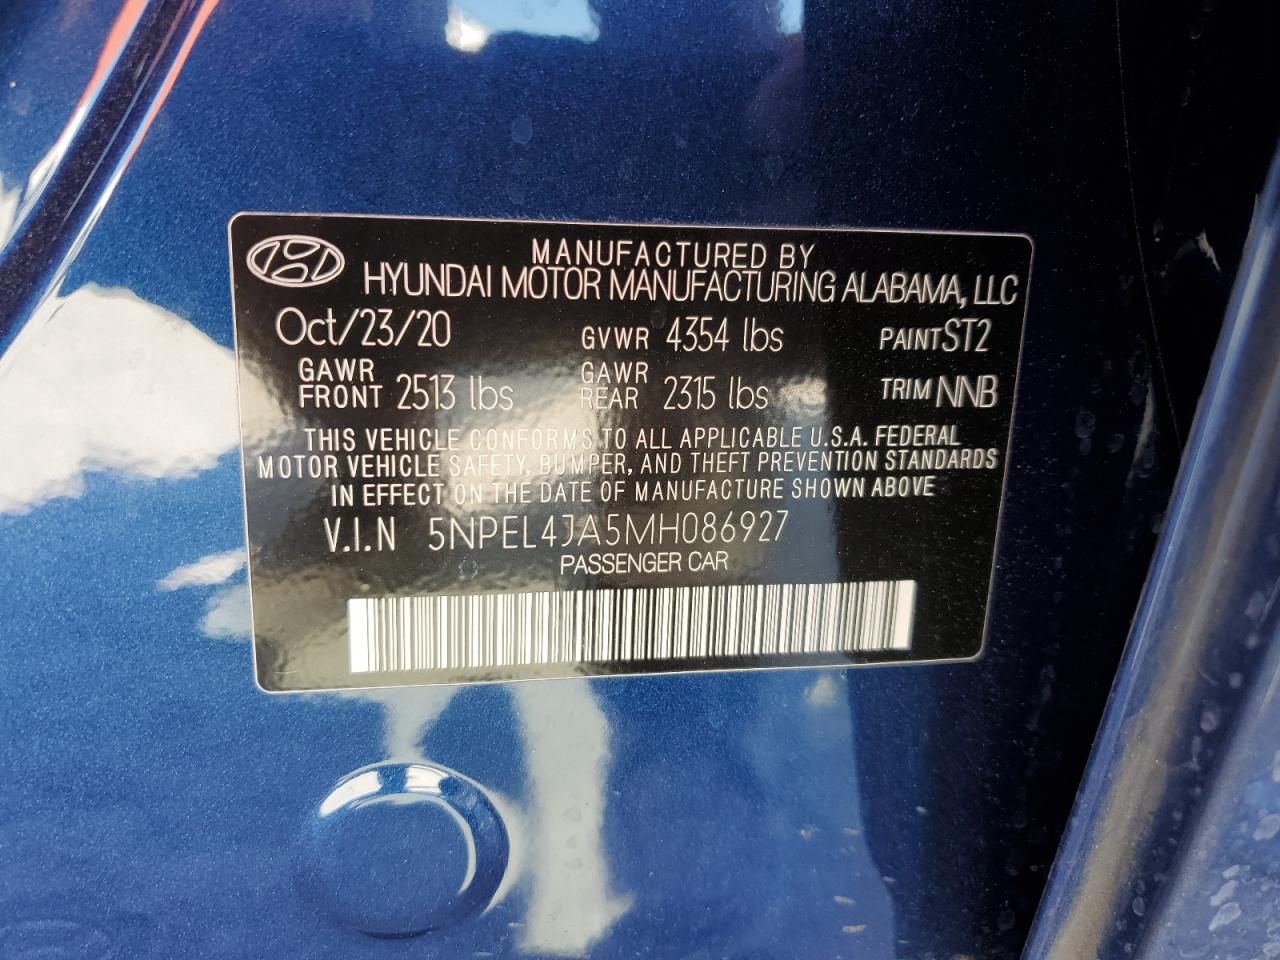 MANUFACTURED BY
HYUNDAI MOTOR MANUFACTURING ALABAMA, LLC
Oct/23/20 GVWR 4354 lbs PAINT ST2
GAWR FRONT 2513 lbs GAWR REAR 2315 lbs TRIM NNB
THIS VEHICLE CONFORMS TO ALL APPLICABLE U.S.A. FEDERAL
MOTOR VEHICLE SAFETY, BUMPER, AND THEFT PREVENTION STANDARDS
IN EFFECT ON THE DATE OF MANUFACTURE SHOWN ABOVE
V.I.N 5NPEL4JA5MH086927
PASSENGER CAR